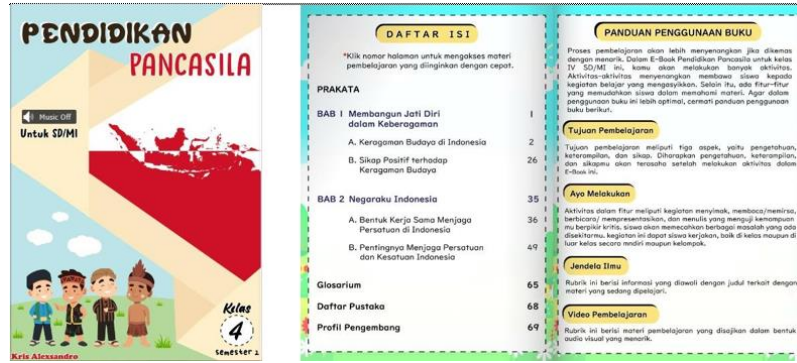 PENDIDIKAN
PANCASILA
Music Off
Untuk SD/MI
Kelas
4
semester 1
Kris Alexsandro
DAFTAR ISI
*Klik nomor halaman untuk mengakses materi
pembelajaran yang diinginkan dengan cepat.
PRAKATA
BAB 1 Membangun Jati Diri 1
dalam Keberagaman
A. Keragaman Budaya di Indonesia 2
B. Sikap Positif terhadap 26
Keragaman Budaya
BAB 2 Negaraku Indonesia 35
A. Bentuk Kerja Sama Menjaga 36
Persatuan di Indonesia
B. Pentingnya Menjaga Persatuan 49
dan Kesatuan Indonesia
Glosarium 65
Daftar Pustaka 68
Profil Pengembang 69
PANDUAN PENGGUNAAN BUKU
Proses pembelajaran akan lebih menyenangkan jika dikemas
dengan menarik. Dalam E-Book Pendidikan Pancasila untuk kelas
IV SD/MI ini, kamu akan melakukan banyak aktivitas.
Aktivitas-aktivitas menyenangkan membawa siswa kepada
kegiatan belajar yang mengasyikkan. Selain itu, ada fitur-fitur
yang memudahkan siswa dalam memahami materi. Agar dalam
penggunaan buku ini lebih optimal, cermati panduan penggunaan
buku berikut.
Tujuan Pembelajaran
Tujuan pembelajaran meliputi tiga aspek, yaitu pengetahuan,
keterampilan, dan sikap. Diharapkan pengetahuan, keterampilan,
dan sikapmu akan terasah setelah melakukan aktivitas dalam
E-Book ini.
Ayo Melakukan
Aktivitas dalam fitur meliputi kegiatan menyimak, membaca/memirsa,
berbicara/ mempresentasikan, dan menulis yang menguji kemampuan
mu berpikir kritis. siswa akan memecahkan berbagai masalah yang ada
disekitarmu. kegiatan ini dapat siswa kerjakan, baik di kelas maupun di
luar kelas secara mndiri maupun kelompok.
Jendela Ilmu
Rubrik ini berisi informasi yang diawali dengan judul terkait dengan
materi yang sedang dipelajari.
Video Pembelajaran
Rubrik ini berisi materi pembelajaran yang disajikan dalam bentuk
audio visual yang menarik.